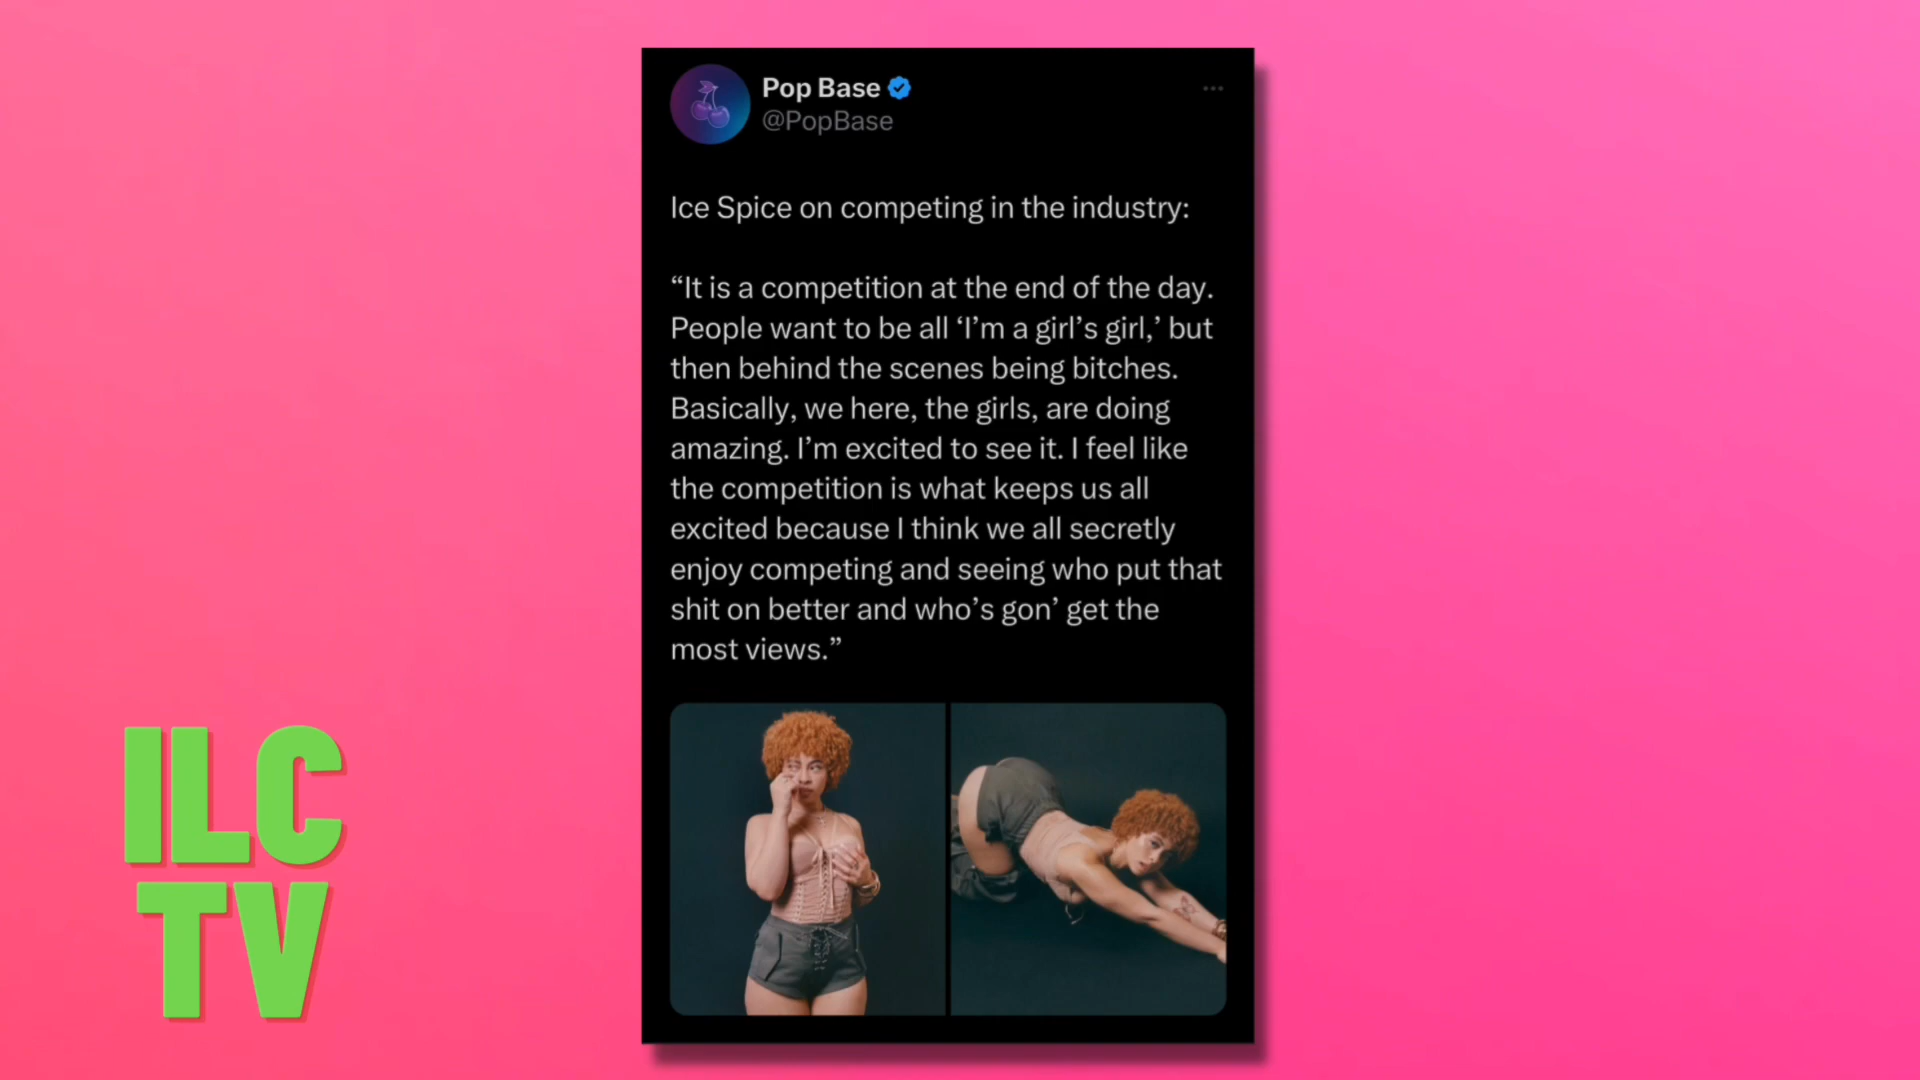 Pop Base
@PopBase
Ice Spice on competing in the industry:
“It is a competition at the end of the day.
People want to be all ‘I’m a girl’s girl,’ but
then behind the scenes being bitches.
Basically, we here, the girls, are doing
amazing. I’m excited to see it. I feel like
the competition is what keeps us all
excited because I think we all secretly
enjoy competing and seeing who put that
shit on better and who’s gon’ get the
most views.”
ILC
TV